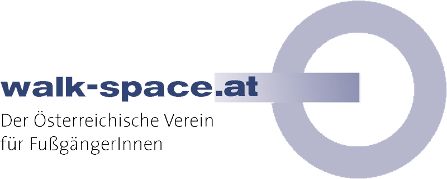 walk-space.at
Der Österreichische Verein
für FußgängerInnen